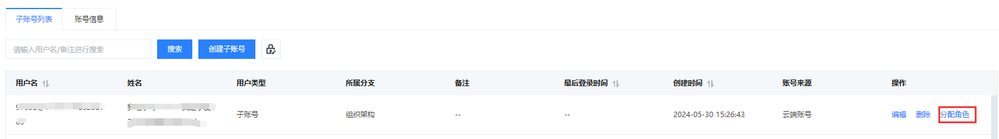 子账号列表 账号信息
请输入用户名/备注进行搜索 搜索 创建子账号
用户名 姓名 用户类型 所属分支 备注 最后登录时间 创建时间 账号来源 操作
子账号 组织架构 -- -- 2024-05-30 15:26:43 云端账号 编辑 删除 分配角色